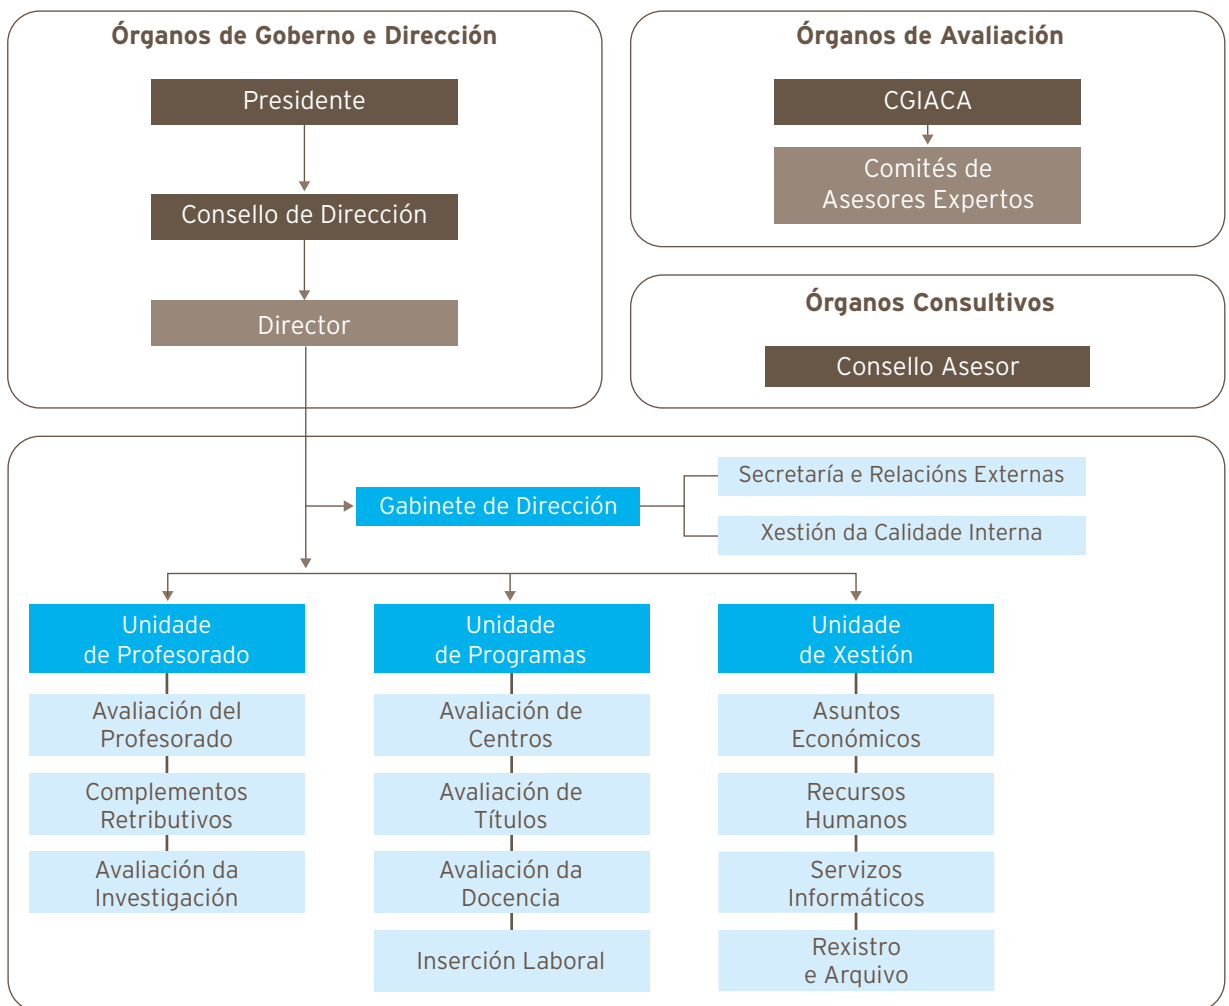 Órganos de Goberno e Dirección
Presidente
Consello de Dirección
Director
Órganos de Avaliación
CGIACA
Comités de
Asesores Expertos
Órganos Consultivos
Consello Asesor
Gabinete de Dirección
Secretaría e Relacións Externas
Xestión da Calidade Interna
Unidade
de Profesorado
Avaliación del
Profesorado
Complementos
Retributivos
Avaliación da
Investigación
Unidade
de Programas
Avaliación de
Centros
Avaliación de
Títulos
Avaliación da
Docencia
Inserción Laboral
Unidade
de Xestión
Asuntos
Económicos
Recursos
Humanos
Servizos
Informáticos
Rexistro
e Arquivo